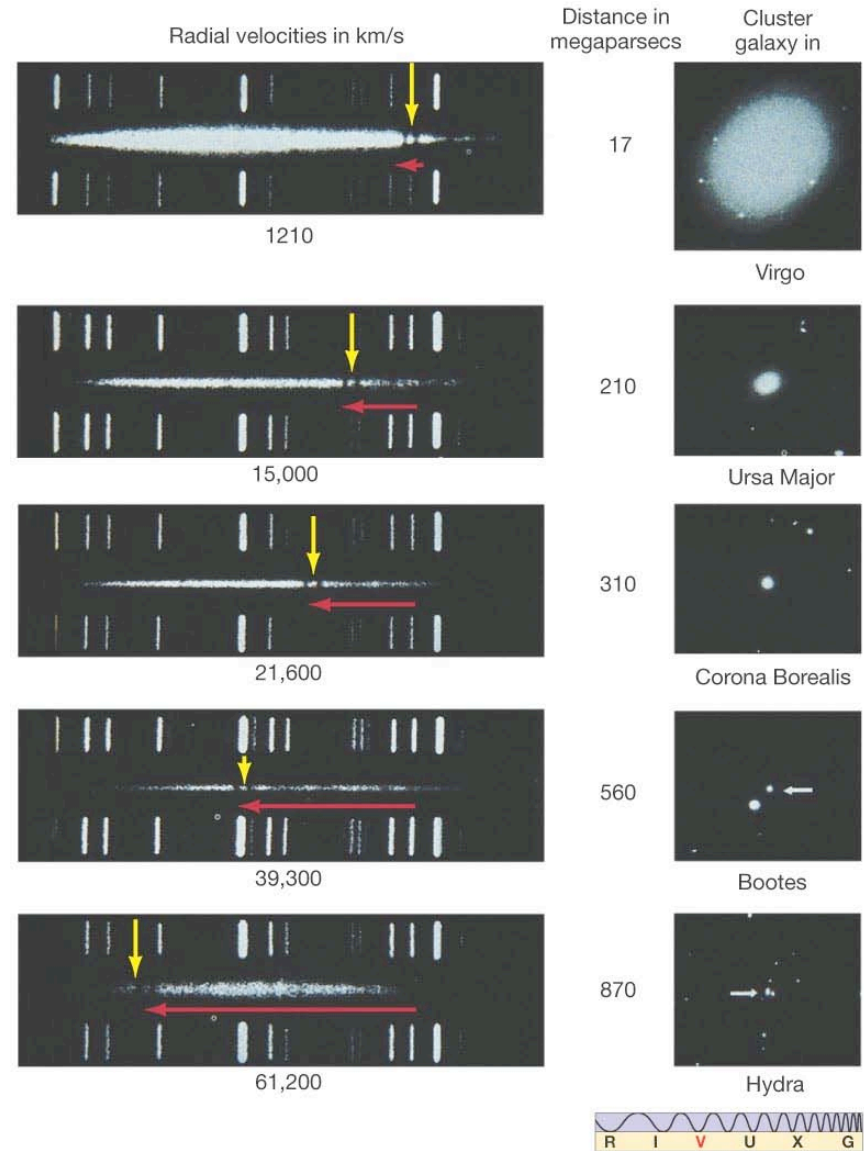 Radial velocities in km/s
Distance in
megaparsecs
Cluster
galaxy in
1210
17
Virgo
15,000
210
Ursa Major
21,600
310
Corona Borealis
39,300
560
Bootes
61,200
870
Hydra
R I V U X G